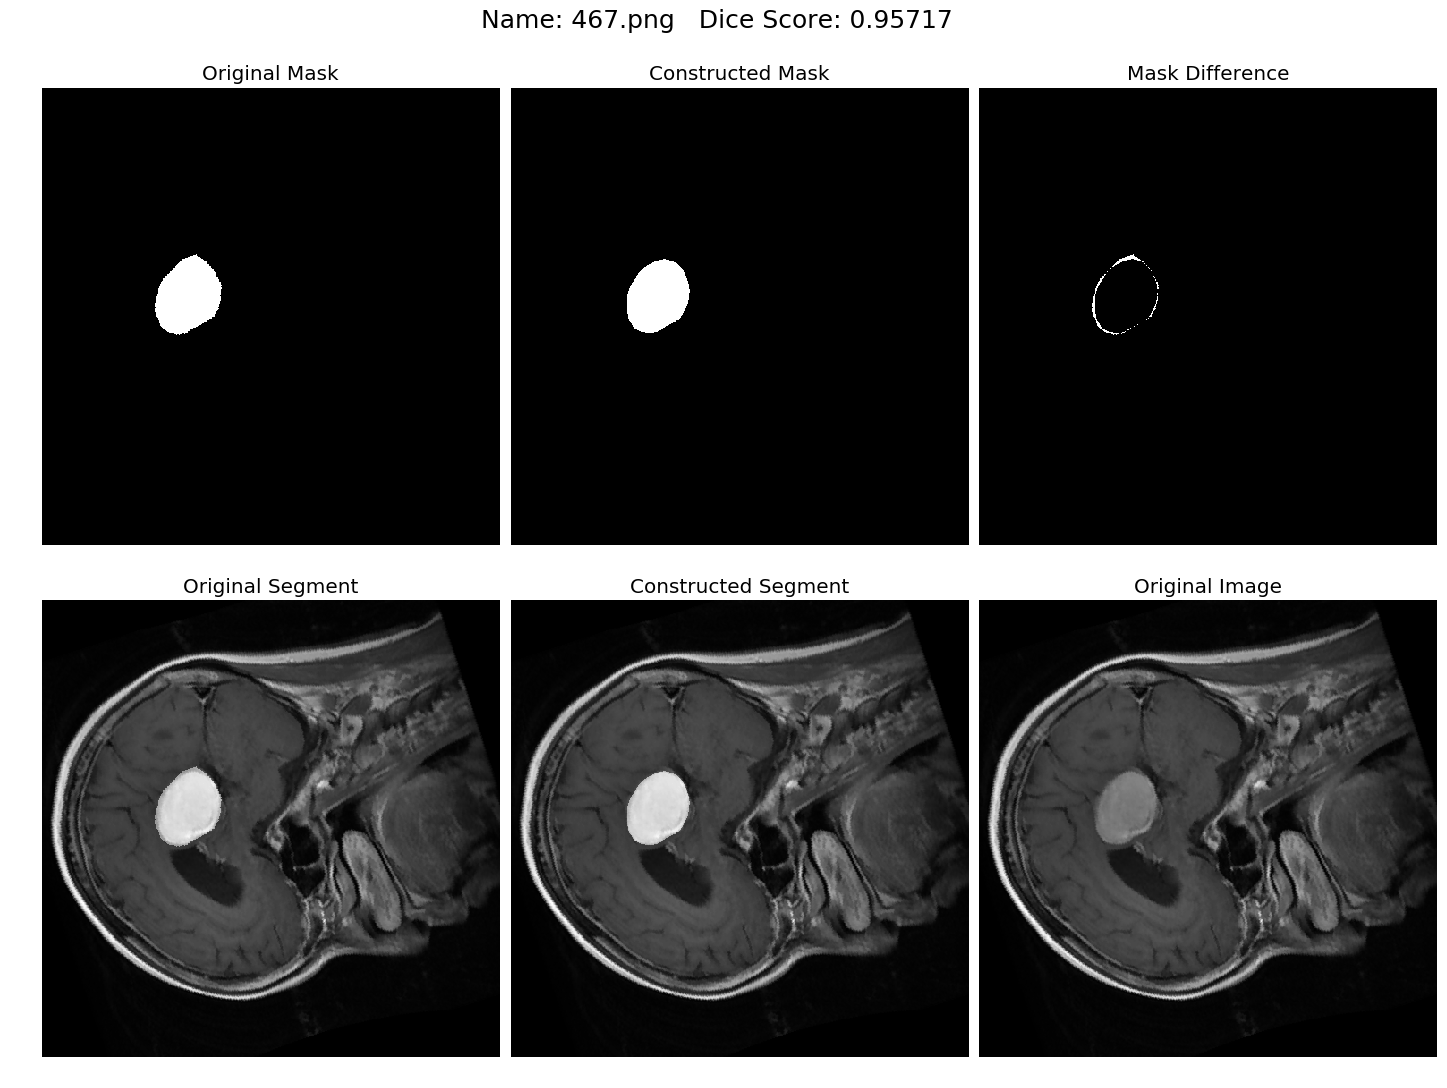 Name: 467.png   Dice Score: 0.95717
Original Mask
Constructed Mask
Mask Difference
Original Segment
Constructed Segment
Original Image